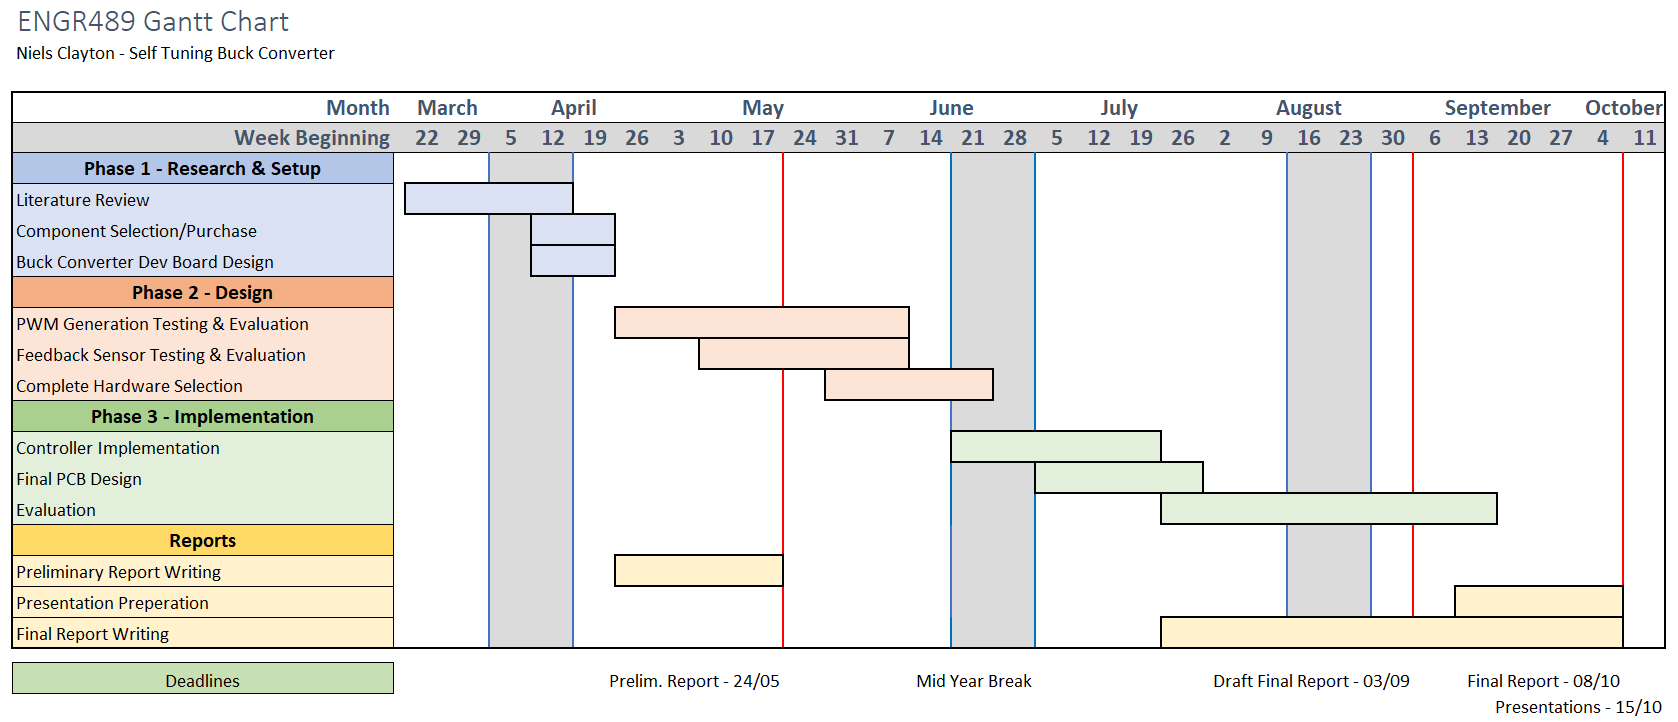 ENGR489 Gantt Chart
Niels Clayton - Self Tuning Buck Converter
Month March April May June July August September October
Week Beginning 22 29 5 12 19 26 3 10 17 24 31 7 14 21 28 5 12 19 26 2 9 16 23 30 6 13 20 27 4 11
Phase 1 - Research & Setup
Literature Review
Component Selection/Purchase
Buck Converter Dev Board Design
Phase 2 - Design
PWM Generation Testing & Evaluation
Feedback Sensor Testing & Evaluation
Complete Hardware Selection
Phase 3 - Implementation
Controller Implementation
Final PCB Design
Evaluation
Reports
Preliminary Report Writing
Presentation Preperation
Final Report Writing
Deadlines Prelim. Report - 24/05 Mid Year Break Draft Final Report - 03/09 Final Report - 08/10
Presentations - 15/10